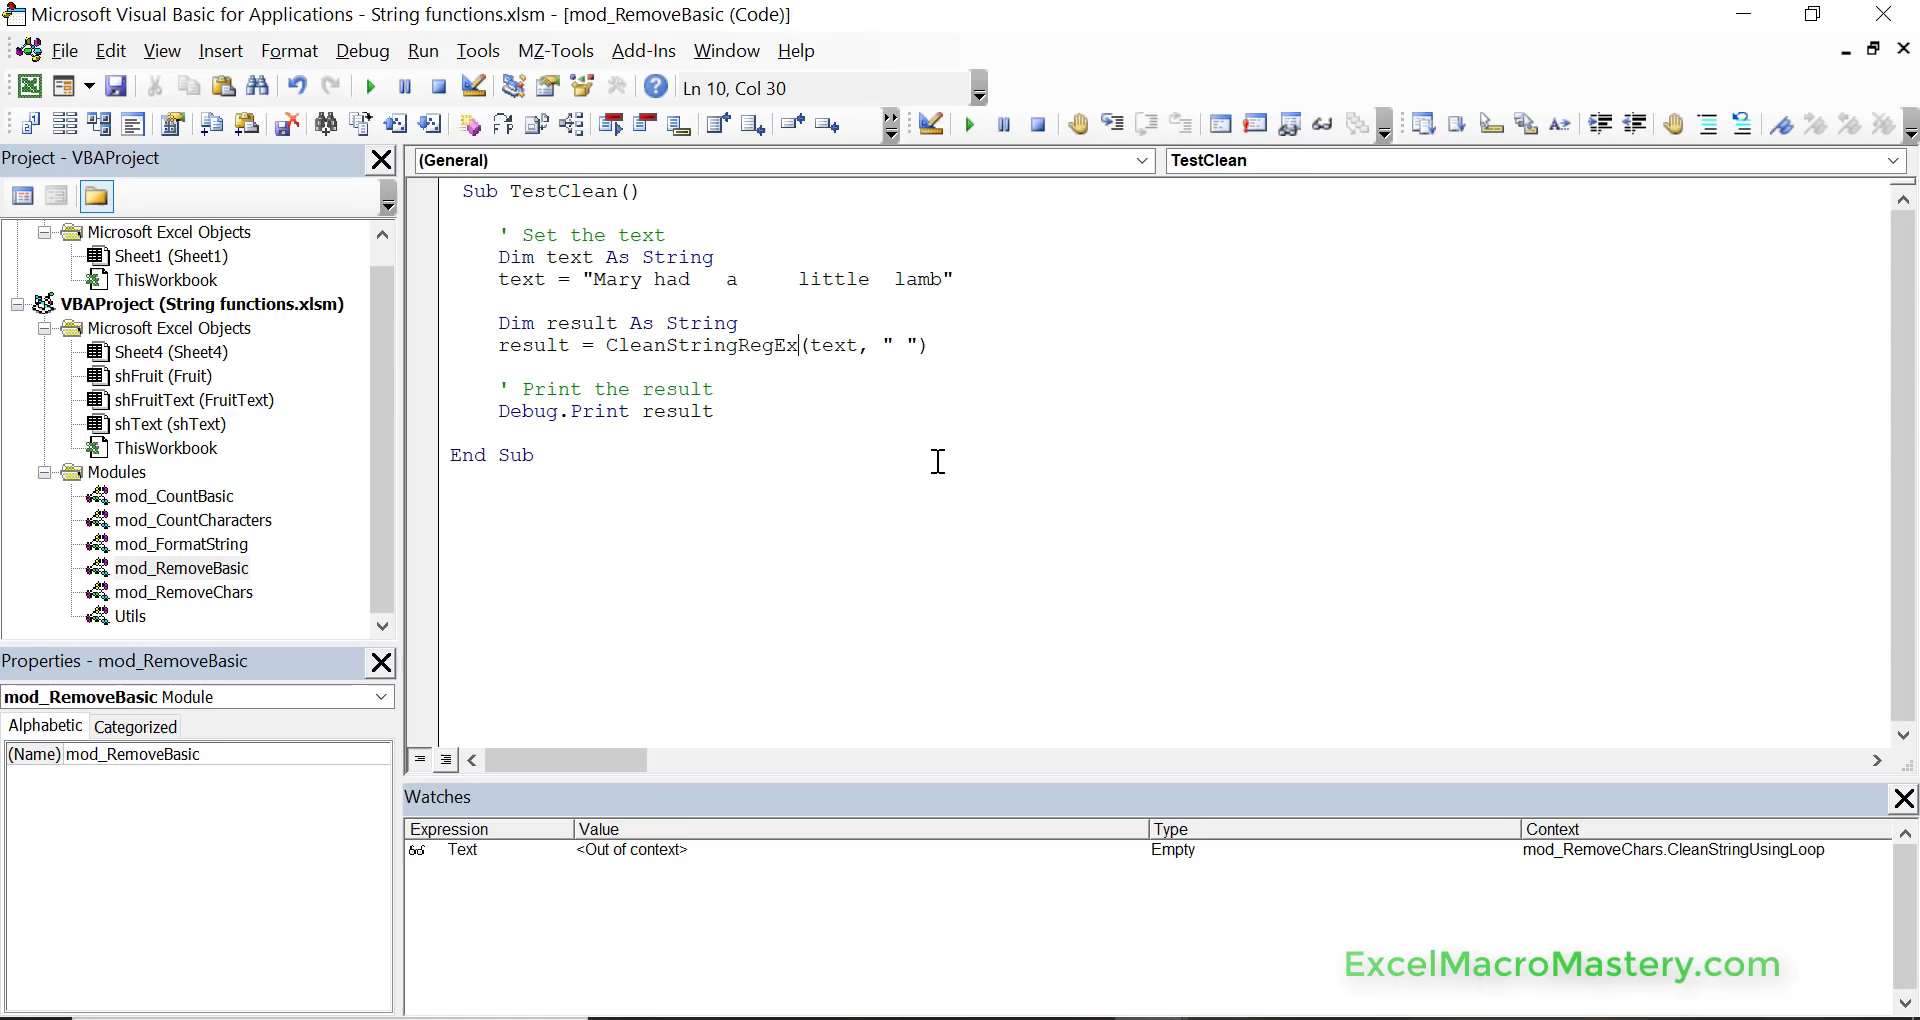 Microsoft Visual Basic for Applications - String functions.xlsm - [mod_RemoveBasic (Code)]
File Edit View Insert Format Debug Run Tools MZ-Tools Add-Ins Window Help
Ln 10, Col 30
Project - VBAProject
(General) TestClean
Microsoft Excel Objects
Sheet1 (Sheet1)
ThisWorkbook
VBAProject (String functions.xlsm)
Microsoft Excel Objects
Sheet4 (Sheet4)
shFruit (Fruit)
shFruitText (FruitText)
shText (shText)
ThisWorkbook
Modules
mod_CountBasic
mod_CountCharacters
mod_FormatString
mod_RemoveBasic
mod_RemoveChars
Utils
Sub TestClean()
' Set the text
Dim text As String
text = "Mary had   a     little  lamb"
Dim result As String
result = CleanStringRegEx(text, " ")
' Print the result
Debug.Print result
End Sub
Properties - mod_RemoveBasic
mod_RemoveBasic Module
Alphabetic Categorized
(Name) mod_RemoveBasic
Watches
Expression Value Type Context
Text <Out of context> Empty mod_RemoveChars.CleanStringUsingLoop
ExcelMacroMastery.com